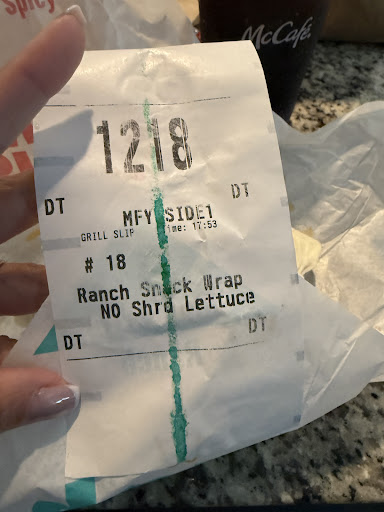 Spicy
McCafé
1218
DT
DT
MFY SIDE1
GRILL SLIP Time: 17:53
# 18
Ranch Snack Wrap
NO Shrd Lettuce
DT
DT